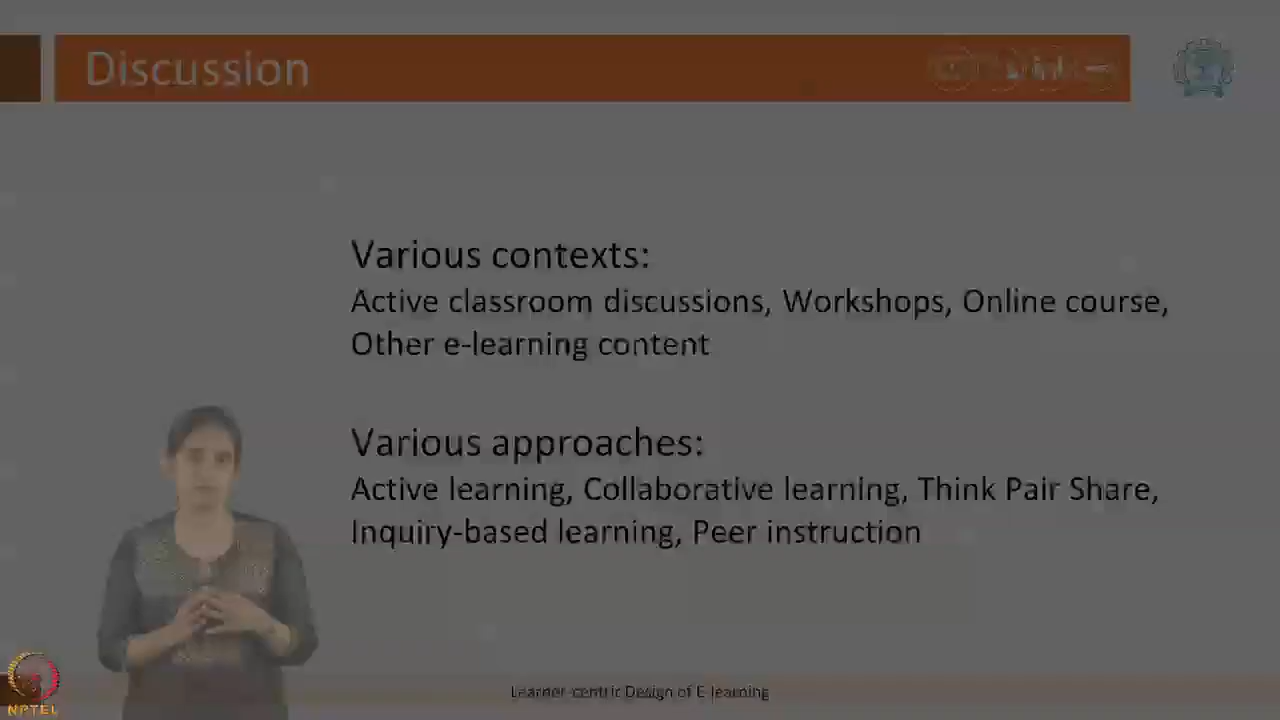 Discussion
Various contexts:
Active classroom discussions, Workshops, Online course,
Other e-learning content
Various approaches:
Active learning, Collaborative learning, Think Pair Share,
Inquiry-based learning, Peer instruction
Learner-centric Design of E-learning
NPTEL